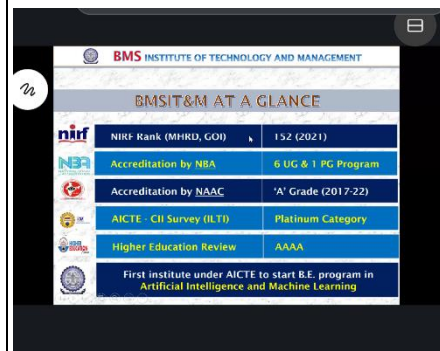 BMS INSTITUTE OF TECHNOLOGY AND MANAGEMENT
BMSIT&M AT A GLANCE
nirf NIRF Rank (MHRD, GOI) 152 (2021)
NBA Accreditation by NBA 6 UG & 1 PG Program
Accreditation by NAAC 'A' Grade (2017-22)
AICTE - CII Survey (ILTI) Platinum Category
Higher Education Review AAAA
First institute under AICTE to start B.E. program in
Artificial Intelligence and Machine Learning